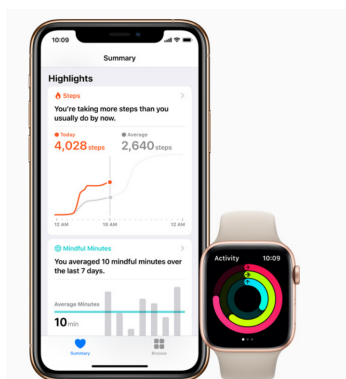 10:09
Summary
Highlights
Steps
You're taking more steps than you
usually do by now.
Today
Average
4,028 steps
2,640 steps
12 AM
10 AM
12 AM
Mindful Minutes
You averaged 10 mindful minutes over
the last 7 days.
Average Minutes
10 min
Summary
Browse
Activity 10:09